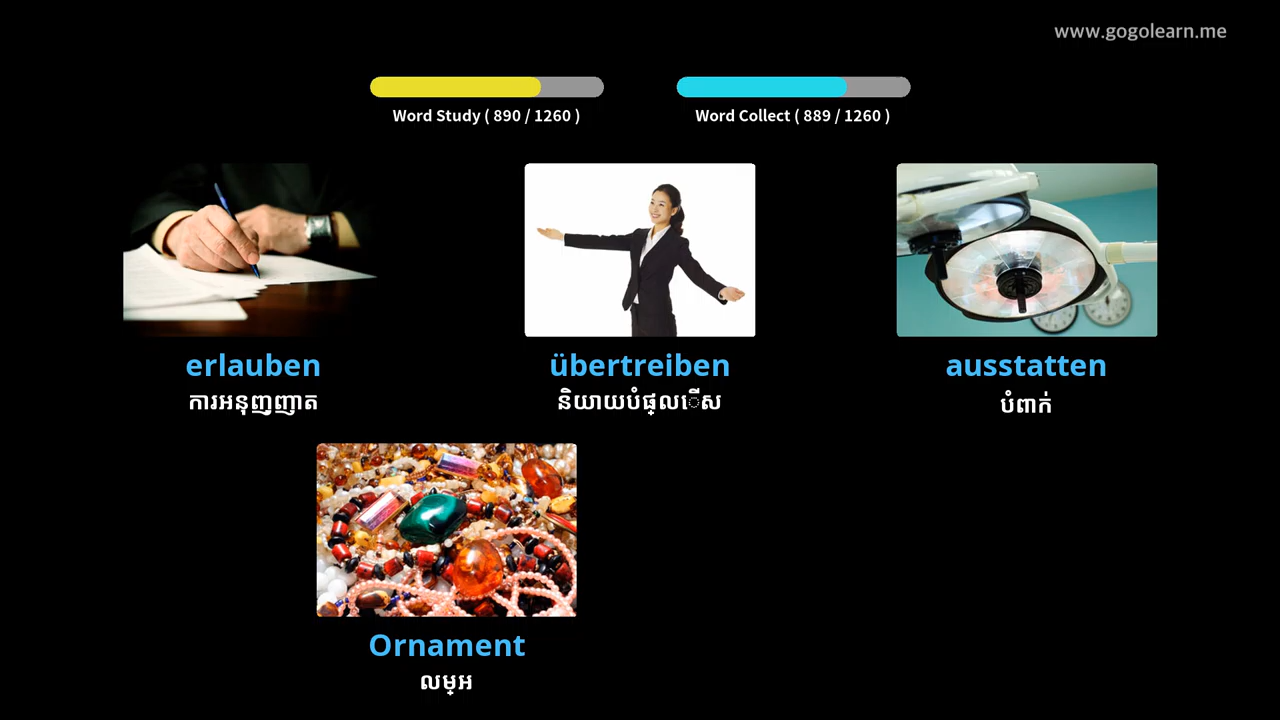 www.gogolearn.me
Word Study ( 890 / 1260 )
Word Collect ( 889 / 1260 )
erlauben
ការអនុញ្ញាត
übertreiben
និយាយបំផ្លើស
ausstatten
បំពាក់
Ornament
លម្អ